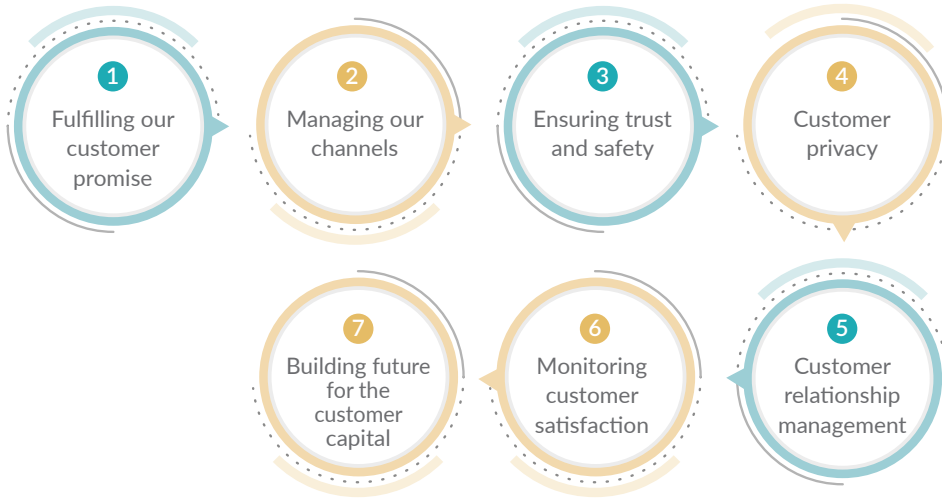 1
Fulfilling our
customer
promise
2
Managing our
channels
3
Ensuring trust
and safety
4
Customer
privacy
5
Customer
relationship
management
6
Monitoring
customer
satisfaction
7
Building future
for the
customer
capital